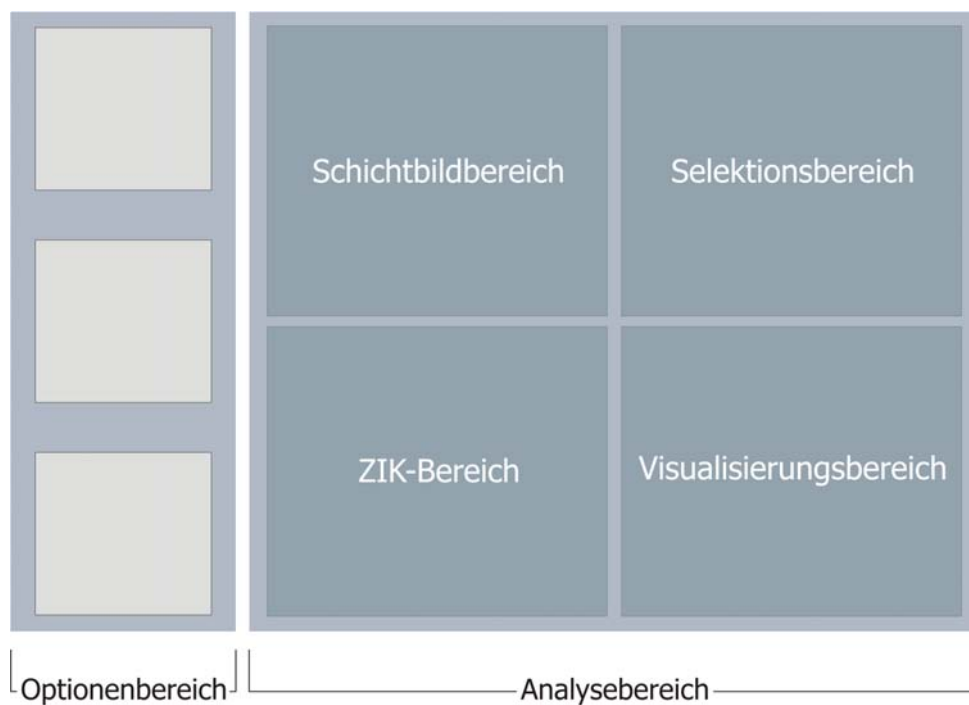 Schichtbildbereich
Selektionsbereich
ZIK-Bereich
Visualisierungsbereich
Optionenbereich
Analysebereich